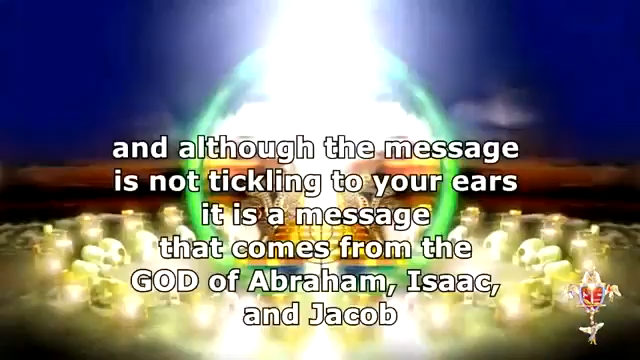 and although the message
is not tickling to your ears
it is a message
that comes from the
GOD of Abraham, Isaac,
and Jacob